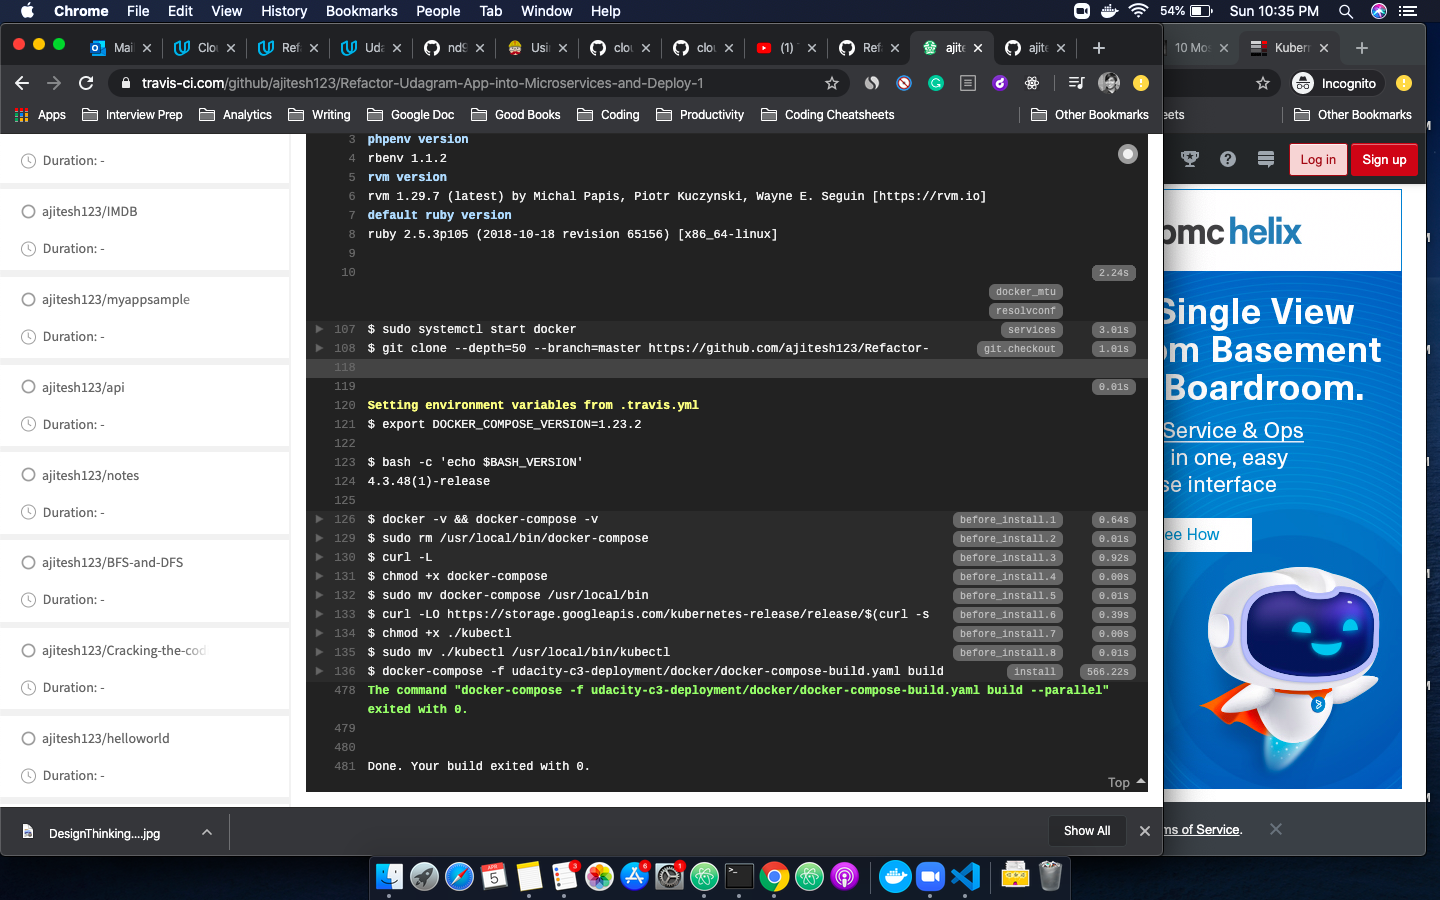 Chrome File Edit View History Bookmarks People Tab Window Help 54% Sun 10:35 PM
Mail Clo Refa Uda nd9 Usin clou clou (1) Ref ajite ajite
10 Mos Kubern
travis-ci.com/github/ajitesh123/Refactor-Udagram-App-into-Microservices-and-Deploy-1
Incognito
Apps Interview Prep Analytics Writing Google Doc Good Books Coding Productivity Coding Cheatsheets Other Bookmarks
eets Other Bookmarks
Duration: -
ajitesh123/IMDB
Duration: -
ajitesh123/myappsample
Duration: -
ajitesh123/api
Duration: -
ajitesh123/notes
Duration: -
ajitesh123/BFS-and-DFS
Duration: -
ajitesh123/Cracking-the-cod
Duration: -
ajitesh123/helloworld
Duration: -
3 phpenv version
4 rbenv 1.1.2
5 rvm version
6 rvm 1.29.7 (latest) by Michal Papis, Piotr Kuczynski, Wayne E. Seguin [https://rvm.io]
7 default ruby version
8 ruby 2.5.3p105 (2018-10-18 revision 65156) [x86_64-linux]
9
10 2.24s
docker_mtu
resolvconf
107 $ sudo systemctl start docker services 3.01s
108 $ git clone --depth=50 --branch=master https://github.com/ajitesh123/Refactor- git.checkout 1.01s
118
119 0.01s
120 Setting environment variables from .travis.yml
121 $ export DOCKER_COMPOSE_VERSION=1.23.2
122
123 $ bash -c 'echo $BASH_VERSION'
124 4.3.48(1)-release
125
126 $ docker -v && docker-compose -v before_install.1 0.64s
129 $ sudo rm /usr/local/bin/docker-compose before_install.2 0.01s
130 $ curl -L before_install.3 0.92s
131 $ chmod +x docker-compose before_install.4 0.00s
132 $ sudo mv docker-compose /usr/local/bin before_install.5 0.01s
133 $ curl -LO https://storage.googleapis.com/kubernetes-release/release/$(curl -s before_install.6 0.39s
134 $ chmod +x ./kubectl before_install.7 0.00s
135 $ sudo mv ./kubectl /usr/local/bin/kubectl before_install.8 0.01s
136 $ docker-compose -f udacity-c3-deployment/docker/docker-compose-build.yaml build install 566.22s
478 The command "docker-compose -f udacity-c3-deployment/docker/docker-compose-build.yaml build --parallel"
exited with 0.
479
480
481 Done. Your build exited with 0.
Top
Log in Sign up
bmc helix
Single View
om Basement
Boardroom.
Service & Ops
in one, easy
se interface
ee How
DesignThinking....jpg Show All
ms of Service.
APR
5 3 6 1